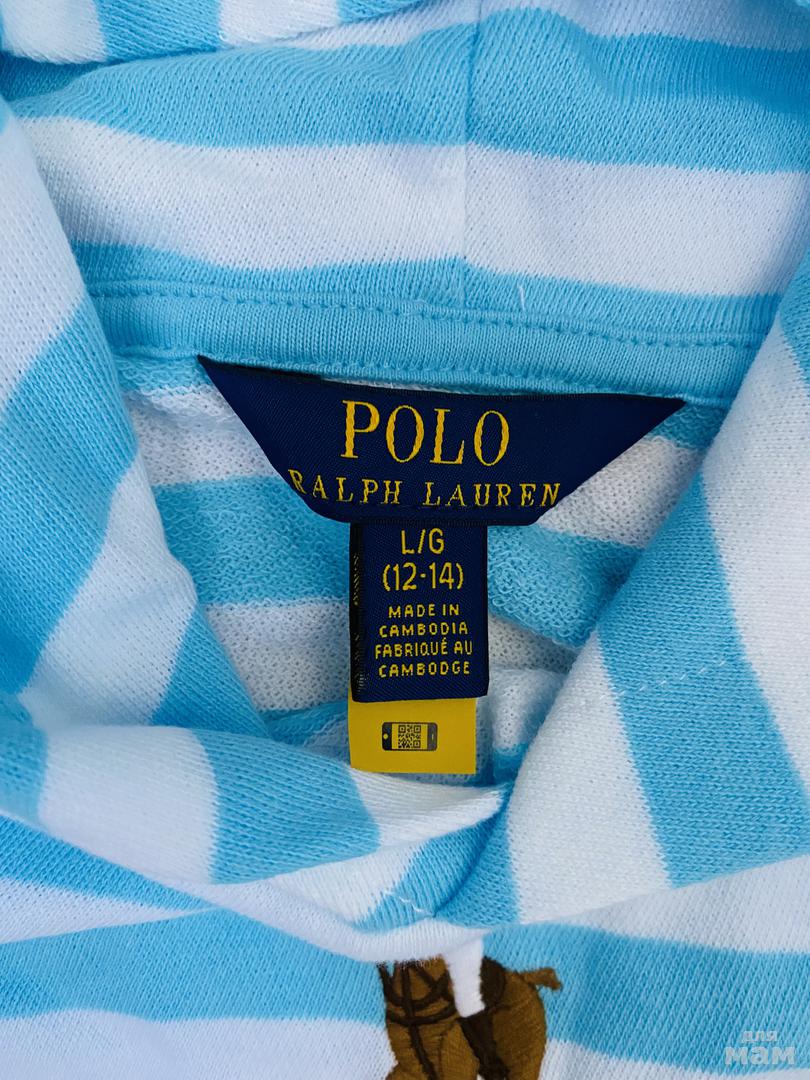 POLO
RALPH LAUREN
L/G
(12-14)
MADE IN
CAMBODIA
FABRIQUÉ AU
CAMBODGE
для
мам